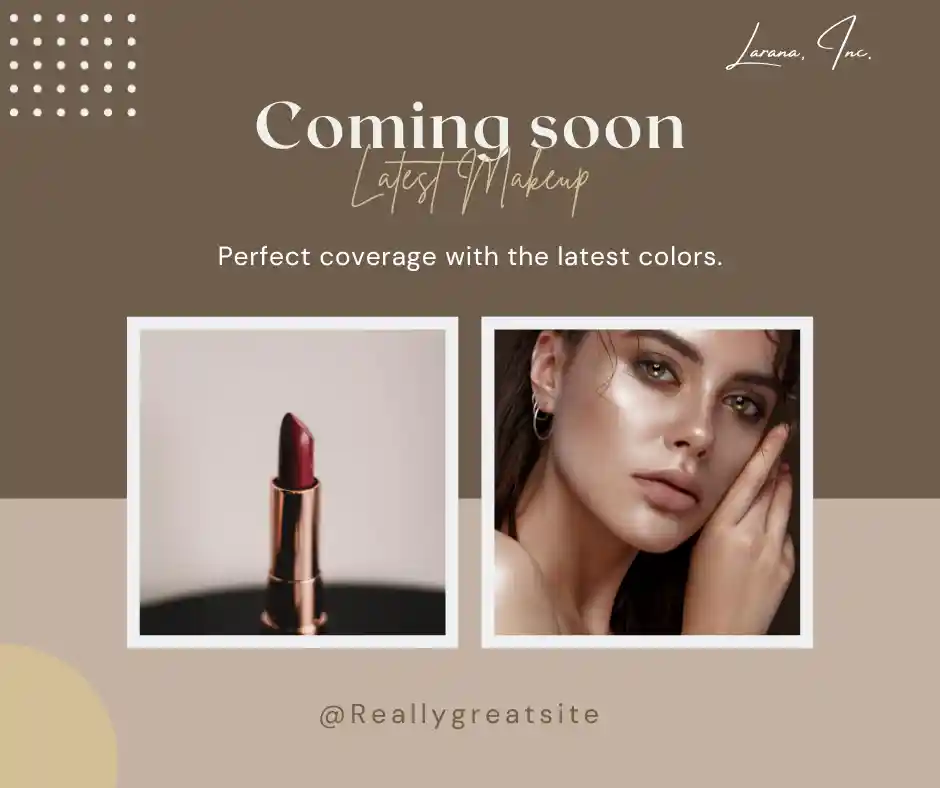 Larana, Inc.
Coming soon
Latest Makeup
Perfect coverage with the latest colors.
@Reallygreatsite